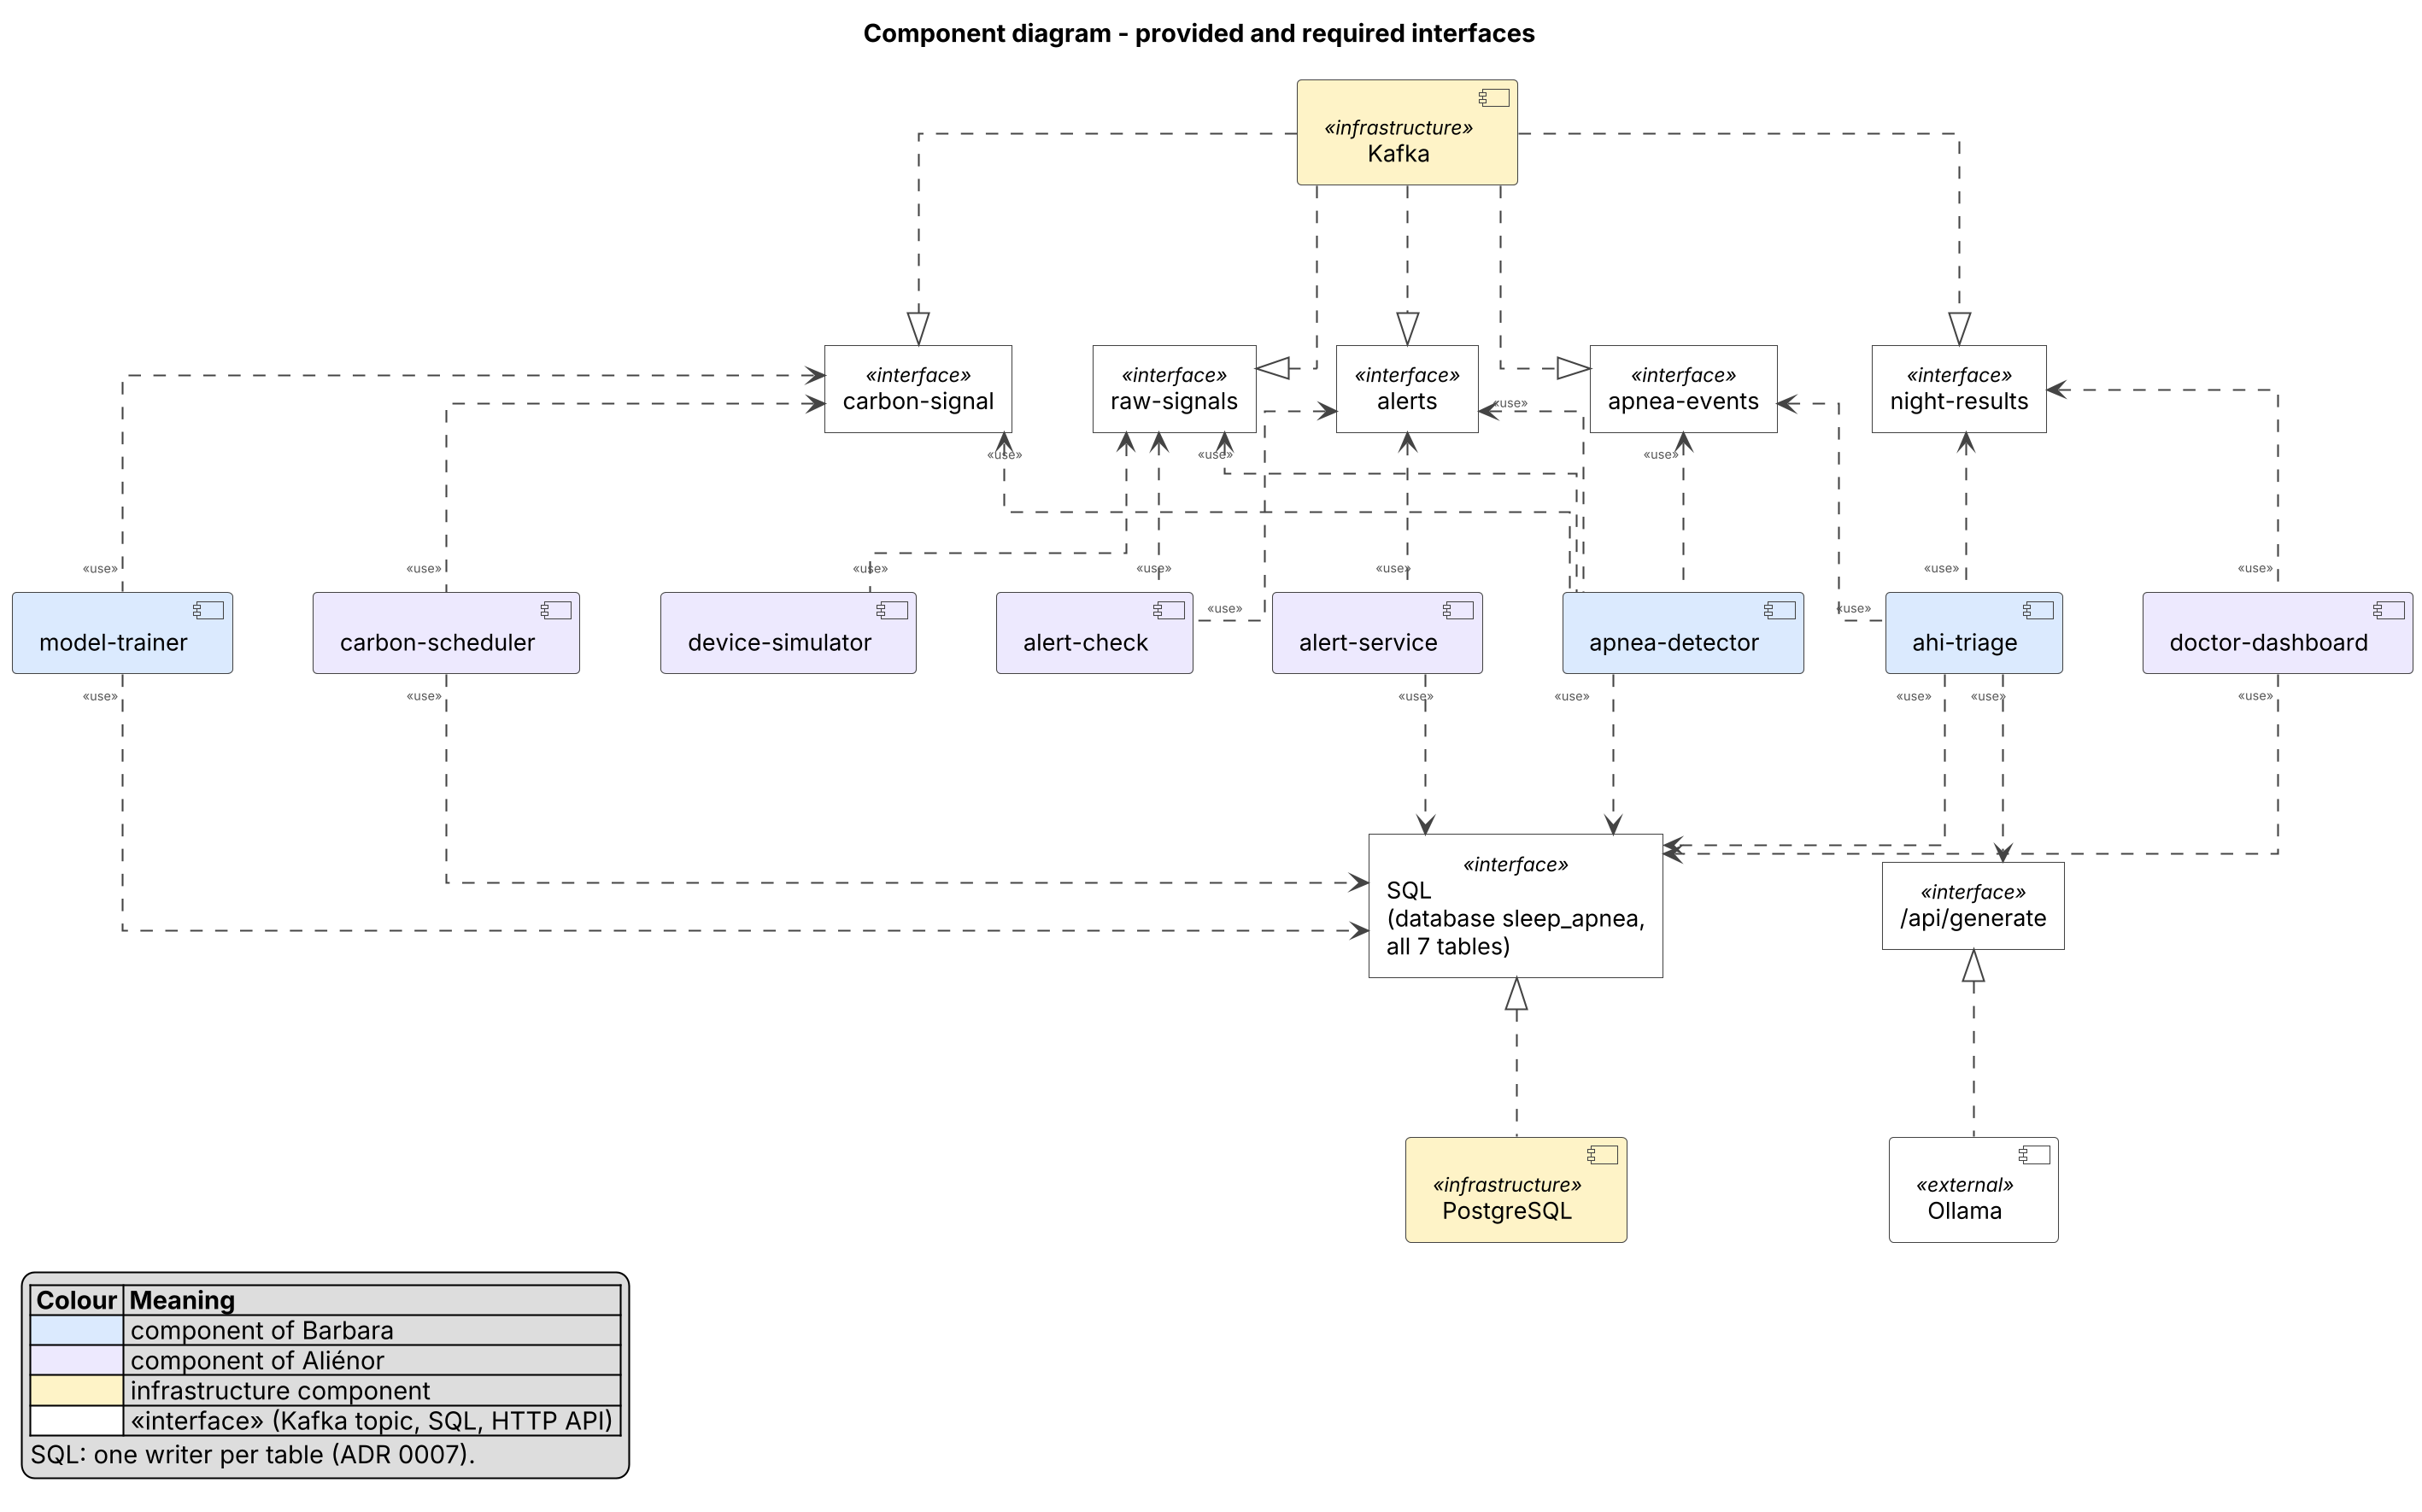 Component diagram - provided and required interfaces
«infrastructure»
Kafka
«interface»
carbon-signal
«interface»
raw-signals
«interface»
alerts
«interface»
apnea-events
«interface»
night-results
«use»
«use»
«use»
«use»
«use»
«use»
«use»
«use»
«use»
«use»
«use»
model-trainer
carbon-scheduler
device-simulator
alert-check
«use»
alert-service
apnea-detector
«use»
ahi-triage
doctor-dashboard
«use»
«use»
«use»
«use»
«use»
«use»
«use»
«interface»
SQL
(database sleep_apnea,
all 7 tables)
«interface»
/api/generate
«infrastructure»
PostgreSQL
«external»
Ollama
Colour Meaning
component of Barbara
component of Aliénor
infrastructure component
«interface» (Kafka topic, SQL, HTTP API)
SQL: one writer per table (ADR 0007).